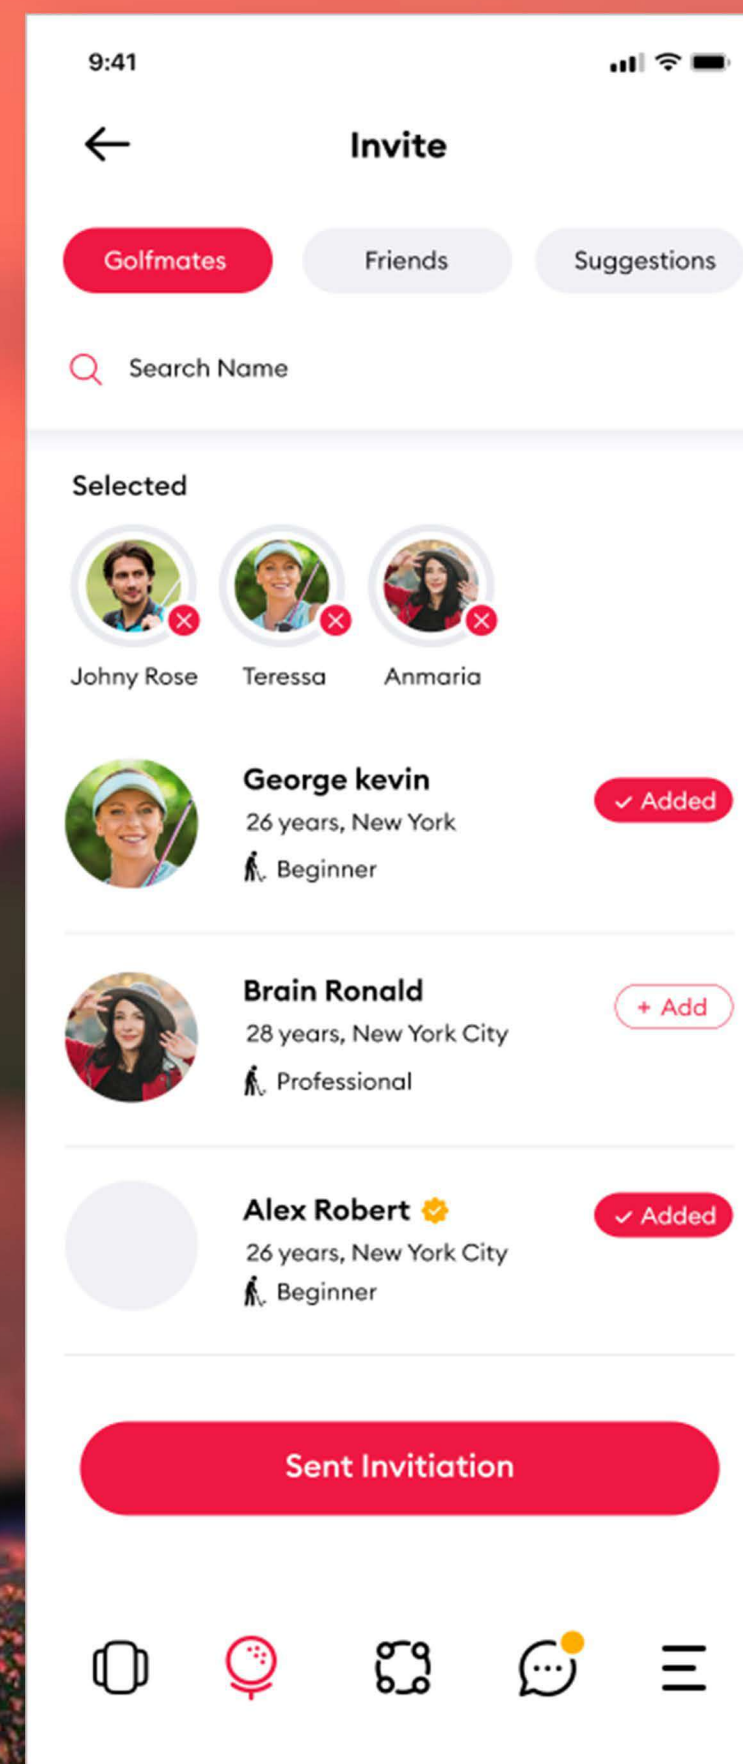 9:41
Invite
Golfmates Friends Suggestions
Search Name
Selected
Johny Rose Teressa Anmaria
George kevin
✓ Added
26 years, New York
Beginner
Brain Ronald
+ Add
28 years, New York City
Professional
Alex Robert
✓ Added
26 years, New York City
Beginner
Sent Invitiation